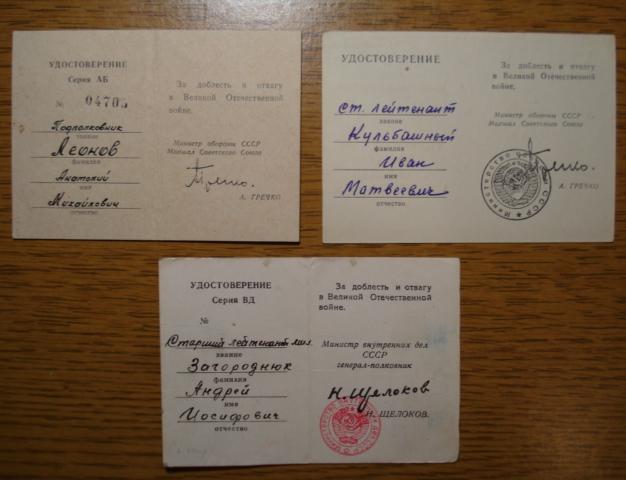 УДОСТОВЕРЕНИЕ
Серия АБ
№ 04705
Подполковник
звание
Леонов
фамилия
Анатолий
имя
Михайлович
отчество
За доблесть и отвагу
в Великой Отечественной
войне.
Министр обороны СССР
Маршал Советского Союза
А. ГРЕЧКО
УДОСТОВЕРЕНИЕ
Ст. лейтенант
звание
Кульбашный
фамилия
Иван
имя
Матвеевич
отчество
За доблесть и отвагу
в Великой Отечественной
войне.
Министр обороны СССР
Маршал Советского Союза
А. ГРЕЧКО
УДОСТОВЕРЕНИЕ
Серия ВД
№
Старший лейтенант
звание
Загороднюк
фамилия
Андрей
имя
Иосифович
отчество
За доблесть и отвагу
в Великой Отечественной
войне.
Министр внутренних дел
СССР
генерал-полковник
Н. Щелоков
Н. ЩЕЛОКОВ.